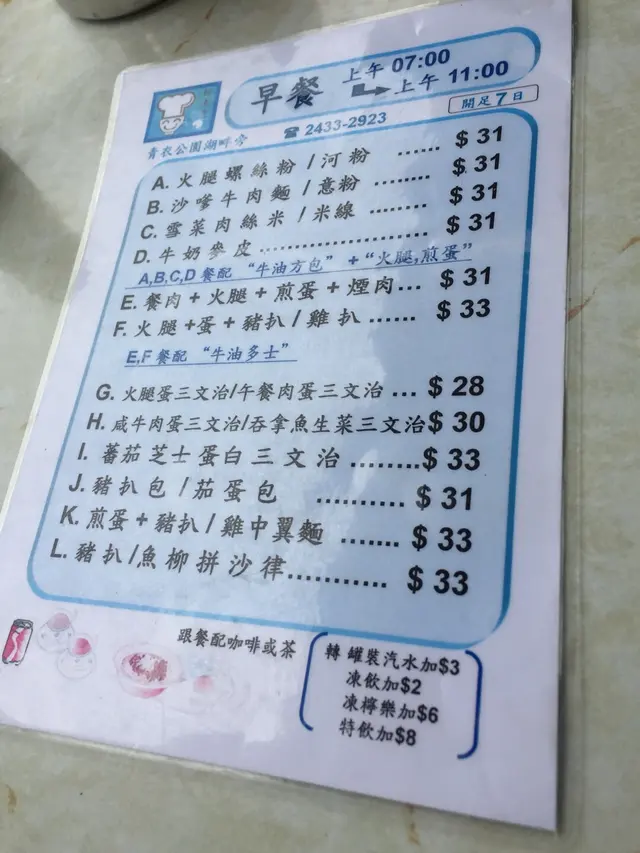 早餐 上午 07:00
上午 11:00
開足7日
☎ 2433-2923
青衣公園湖畔旁
A. 火腿螺絲粉 / 河粉 ...... $ 31
B. 沙嗲牛肉麵 / 意粉 ........ $ 31
C. 雪菜肉絲米 / 米線 ........ $ 31
D. 牛奶麥皮........................ $ 31
A,B,C,D 餐配 “牛油方包” + “火腿,煎蛋”
E. 餐肉 + 火腿 + 煎蛋 + 煙肉... $ 31
F. 火腿 +蛋 + 豬扒 / 雞扒 ...... $ 33
E,F 餐配 “牛油多士”
G. 火腿蛋三文治/午餐肉蛋三文治 ... $ 28
H. 咸牛肉蛋三文治/吞拿魚生菜三文治 $ 30
I. 蕃茄芝士蛋白三文治 ........ $ 33
J. 豬扒包 / 茄蛋包 .......... $ 31
K. 煎蛋 + 豬扒 / 雞中翼麵 ....... $ 33
L. 豬扒 /魚柳拼沙律........... $ 33
跟餐配咖啡或茶
轉 罐裝汽水加$3
凍飲加$2
凍檸樂加$6
特飲加$8